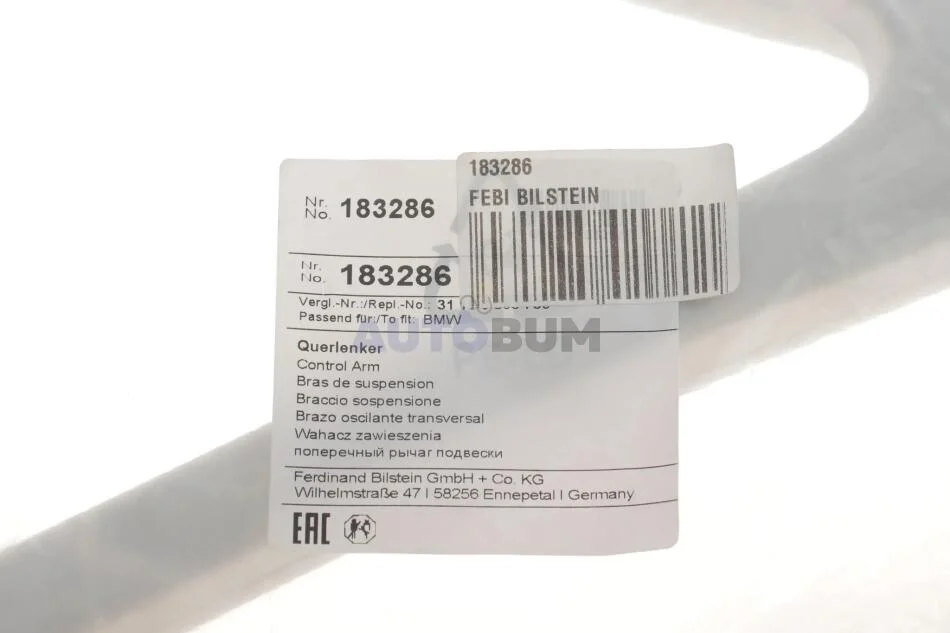 183286
FEBI BILSTEIN
Nr.
No. 183286
Nr.
No. 183286
Vergl.-Nr.:/Repl.-No.: 31
Passend für:/To fit: BMW
AUTOBUM
Querlenker
Control Arm
Bras de suspension
Braccio sospensione
Brazo oscilante transversal
Wahacz zawieszenia
поперечный рычаг подвески
Ferdinand Bilstein GmbH + Co. KG
Wilhelmstraße 47 | 58256 Ennepetal | Germany
EAC